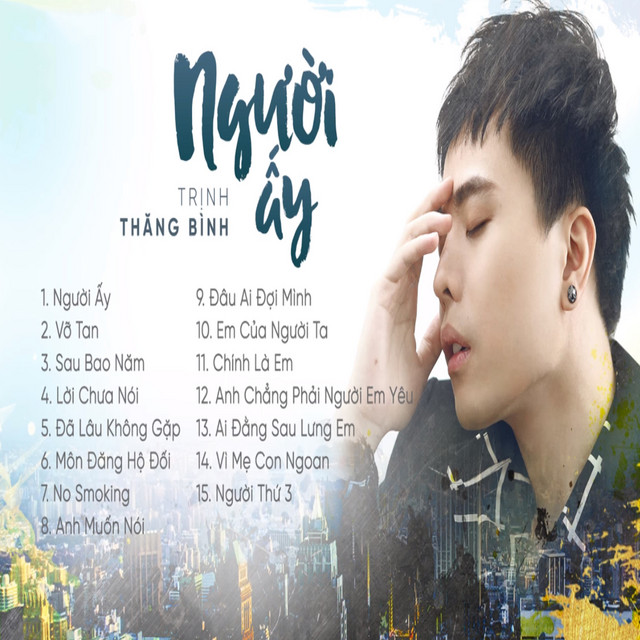 Người
ấy
TRỊNH
THĂNG BÌNH
1. Người Ấy
2. Vỡ Tan
3. Sau Bao Năm
4. Lời Chưa Nói
5. Đã Lâu Không Gặp
6. Môn Đăng Hộ Đối
7. No Smoking
8. Anh Muốn Nói
9. Đâu Ai Đợi Mình
10. Em Của Người Ta
11. Chính Là Em
12. Anh Chẳng Phải Người Em Yêu
13. Ai Đằng Sau Lưng Em
14. Vì Mẹ Con Ngoan
15. Người Thứ 3